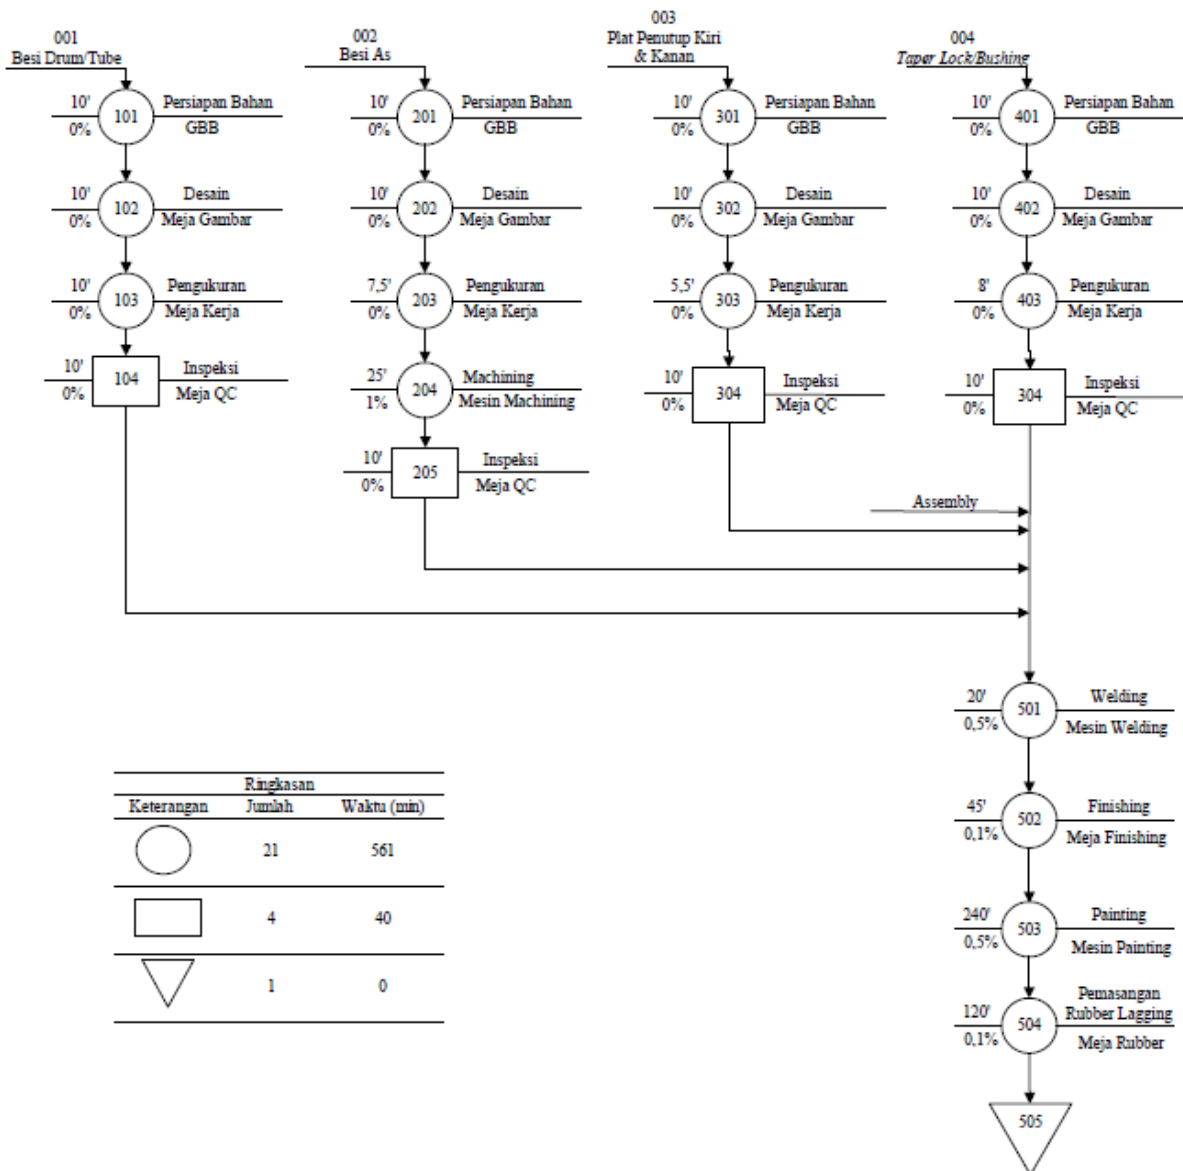 001
Besi Drum/Tube
10'
0%
101
Persiapan Bahan
GBB
10'
0%
102
Desain
Meja Gambar
10'
0%
103
Pengukuran
Meja Kerja
10'
0%
104
Inspeksi
Meja QC
002
Besi As
10'
0%
201
Persiapan Bahan
GBB
10'
0%
202
Desain
Meja Gambar
7,5'
0%
203
Pengukuran
Meja Kerja
25'
1%
204
Machining
Mesin Machining
10'
0%
205
Inspeksi
Meja QC
003
Plat Penutup Kiri
& Kanan
10'
0%
301
Persiapan Bahan
GBB
10'
0%
302
Desain
Meja Gambar
5,5'
0%
303
Pengukuran
Meja Kerja
10'
0%
304
Inspeksi
Meja QC
004
Taper Lock/Bushing
10'
0%
401
Persiapan Bahan
GBB
10'
0%
402
Desain
Meja Gambar
8'
0%
403
Pengukuran
Meja Kerja
10'
0%
304
Inspeksi
Meja QC
Assembly
20'
0,5%
501
Welding
Mesin Welding
45'
0,1%
502
Finishing
Meja Finishing
240'
0,5%
503
Painting
Mesin Painting
120'
0,1%
504
Pemasangan
Rubber Lagging
Meja Rubber
505
Ringkasan
Keterangan Jumlah Waktu (min)
21 561
4 40
1 0